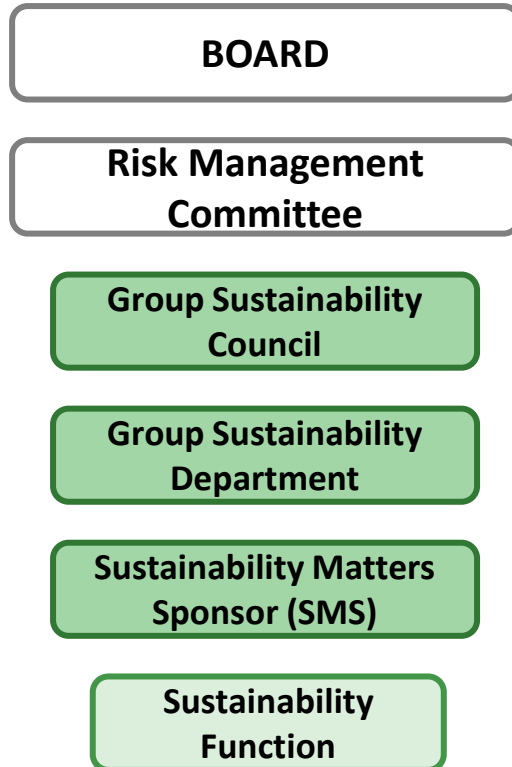 BOARD
Risk Management
Committee
Group Sustainability
Council
Group Sustainability
Department
Sustainability Matters
Sponsor (SMS)
Sustainability
Function